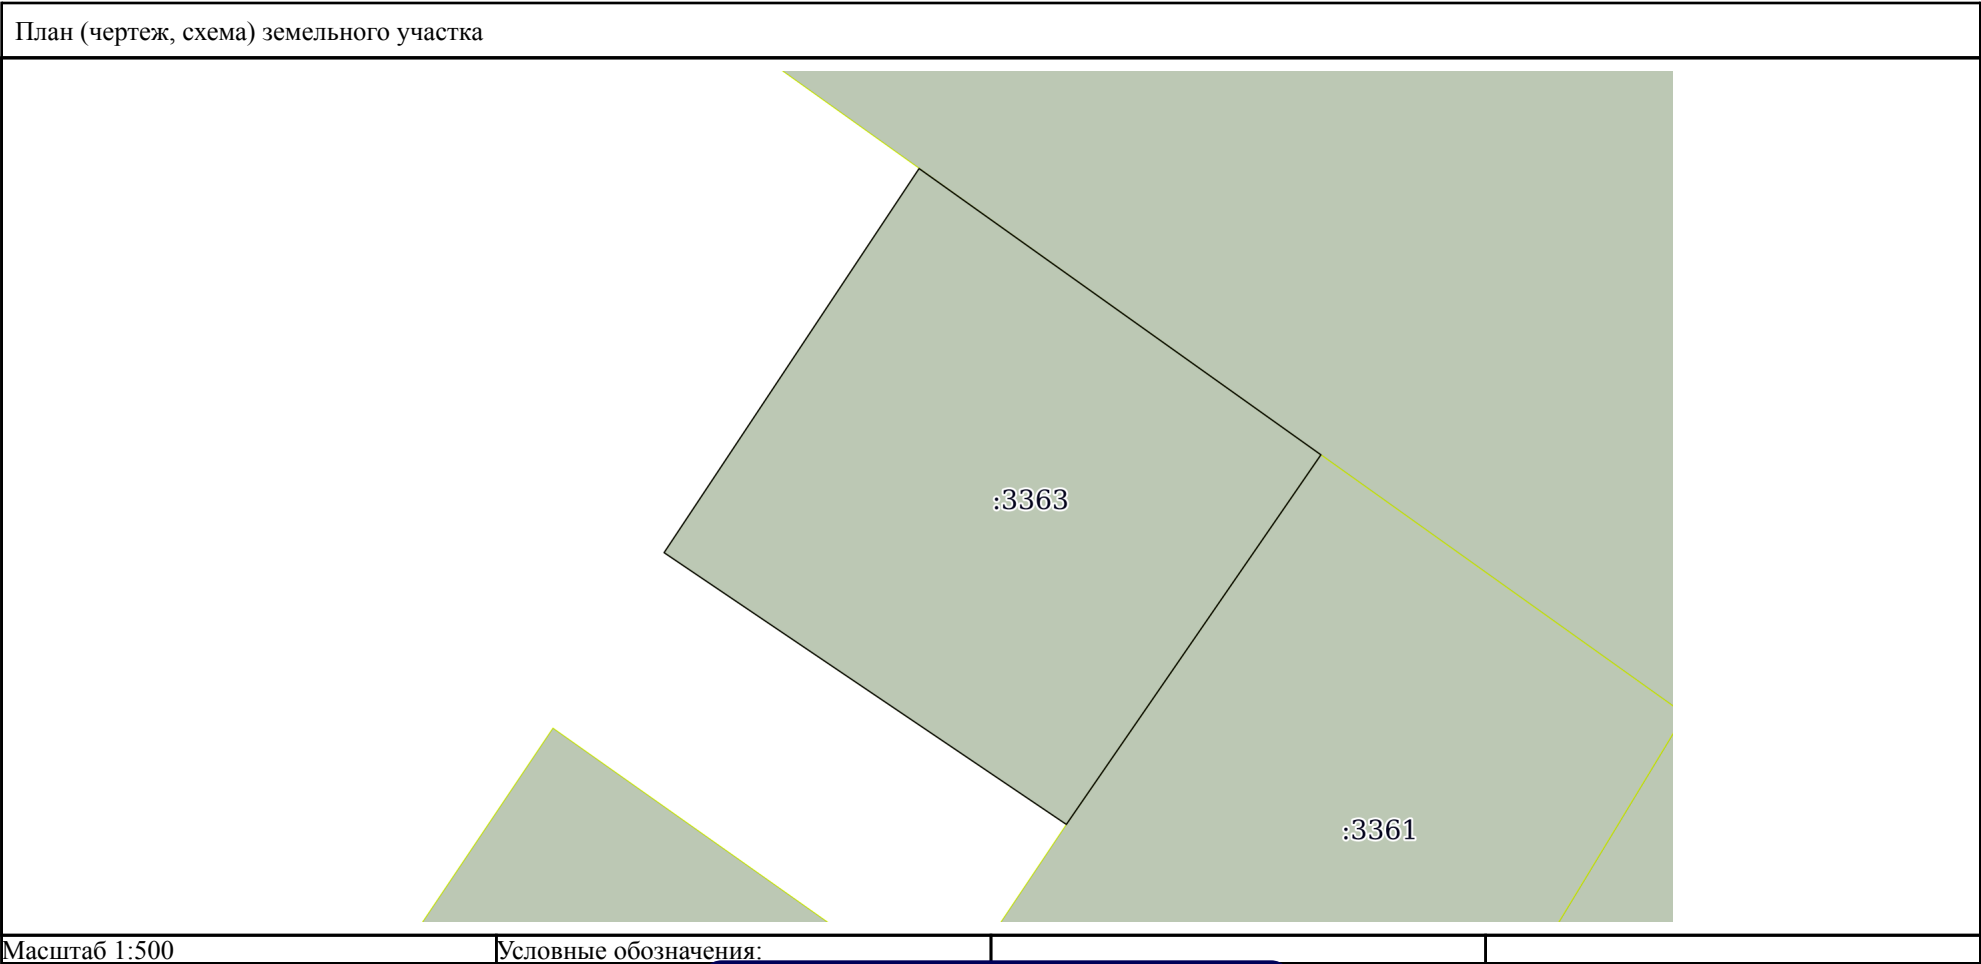 План (чертеж, схема) земельного участка
:3363
:3361
Масштаб 1:500
Условные обозначения: